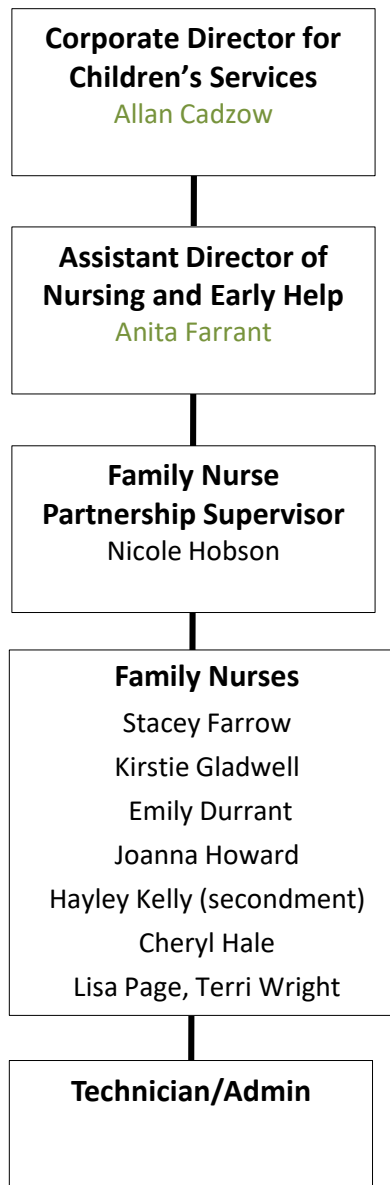 Corporate Director for
Children’s Services
Allan Cadzow
Assistant Director of
Nursing and Early Help
Anita Farrant
Family Nurse
Partnership Supervisor
Nicole Hobson
Family Nurses
Stacey Farrow
Kirstie Gladwell
Emily Durrant
Joanna Howard
Hayley Kelly (secondment)
Cheryl Hale
Lisa Page, Terri Wright
Technician/Admin